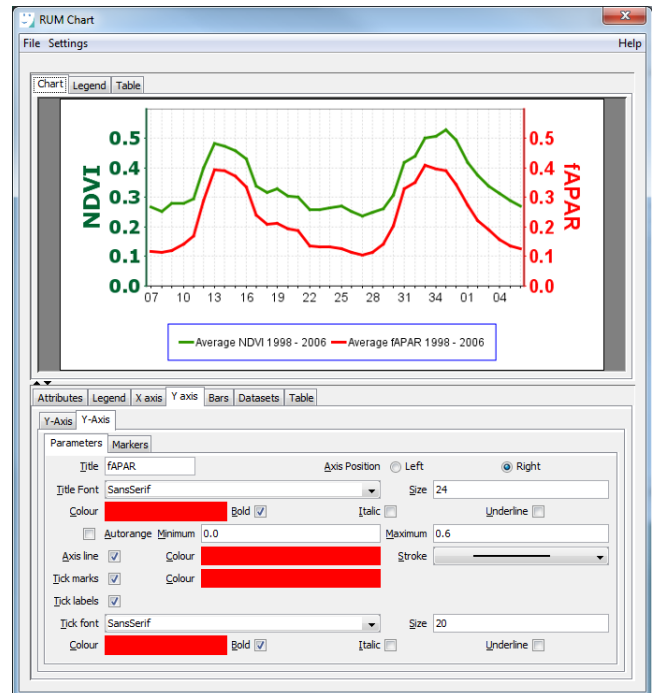 RUM Chart
File Settings Help
Chart Legend Table
0.5 0.5
0.4 0.4
0.3 0.3
0.2 0.2
0.1 0.1
0.0 0.0
NDVI
fAPAR
07 10 13 16 19 22 25 28 31 34 01 04
Average NDVI 1998 - 2006 Average fAPAR 1998 - 2006
Attributes Legend X axis Y axis Bars Datasets Table
Y-Axis Y-Axis
Parameters Markers
Title fAPAR Axis Position Left Right
Title Font SansSerif Size 24
Colour Bold Italic Underline
Autorange Minimum 0.0 Maximum 0.6
Axis line Colour Stroke
Tick marks Colour
Tick labels
Tick font SansSerif Size 20
Colour Bold Italic Underline